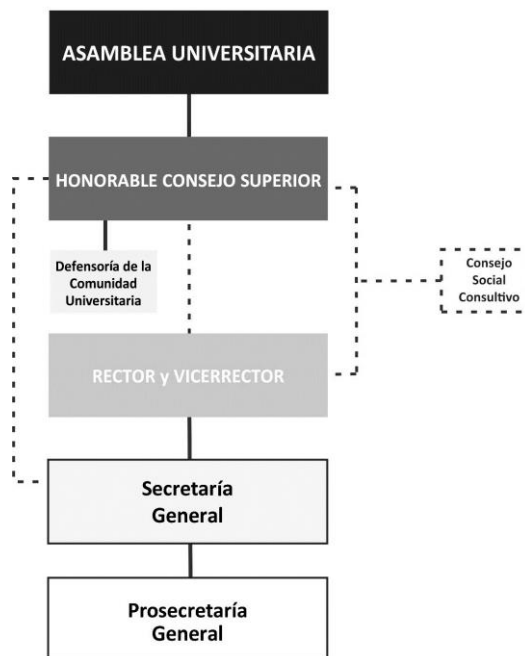 ASAMBLEA UNIVERSITARIA
HONORABLE CONSEJO SUPERIOR
Defensoría de la
Comunidad
Universitaria
Consejo
Social
Consultivo
RECTOR y VICERRECTOR
Secretaría
General
Prosecretaría
General